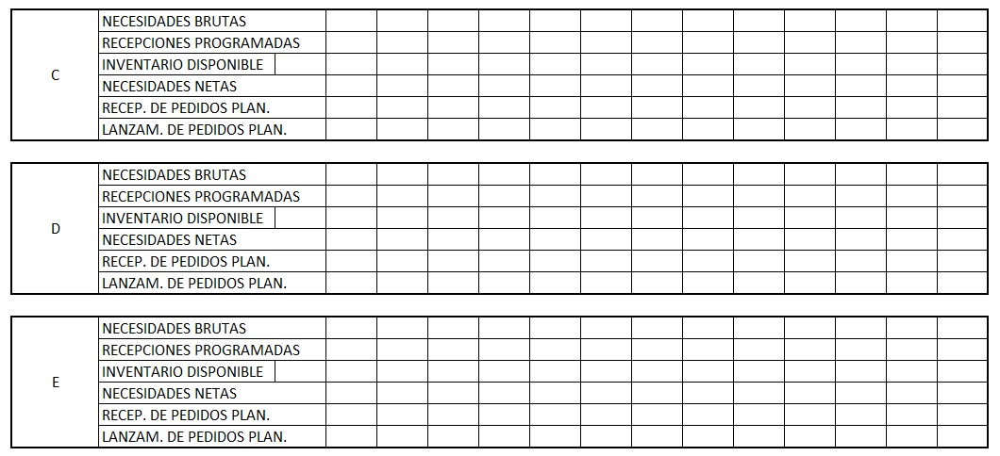 NECESIDADES BRUTAS
RECEPCIONES PROGRAMADAS
INVENTARIO DISPONIBLE
C
NECESIDADES NETAS
RECEP. DE PEDIDOS PLAN.
LANZAM. DE PEDIDOS PLAN.
NECESIDADES BRUTAS
RECEPCIONES PROGRAMADAS
INVENTARIO DISPONIBLE
D
NECESIDADES NETAS
RECEP. DE PEDIDOS PLAN.
LANZAM. DE PEDIDOS PLAN.
NECESIDADES BRUTAS
RECEPCIONES PROGRAMADAS
INVENTARIO DISPONIBLE
E
NECESIDADES NETAS
RECEP. DE PEDIDOS PLAN.
LANZAM. DE PEDIDOS PLAN.